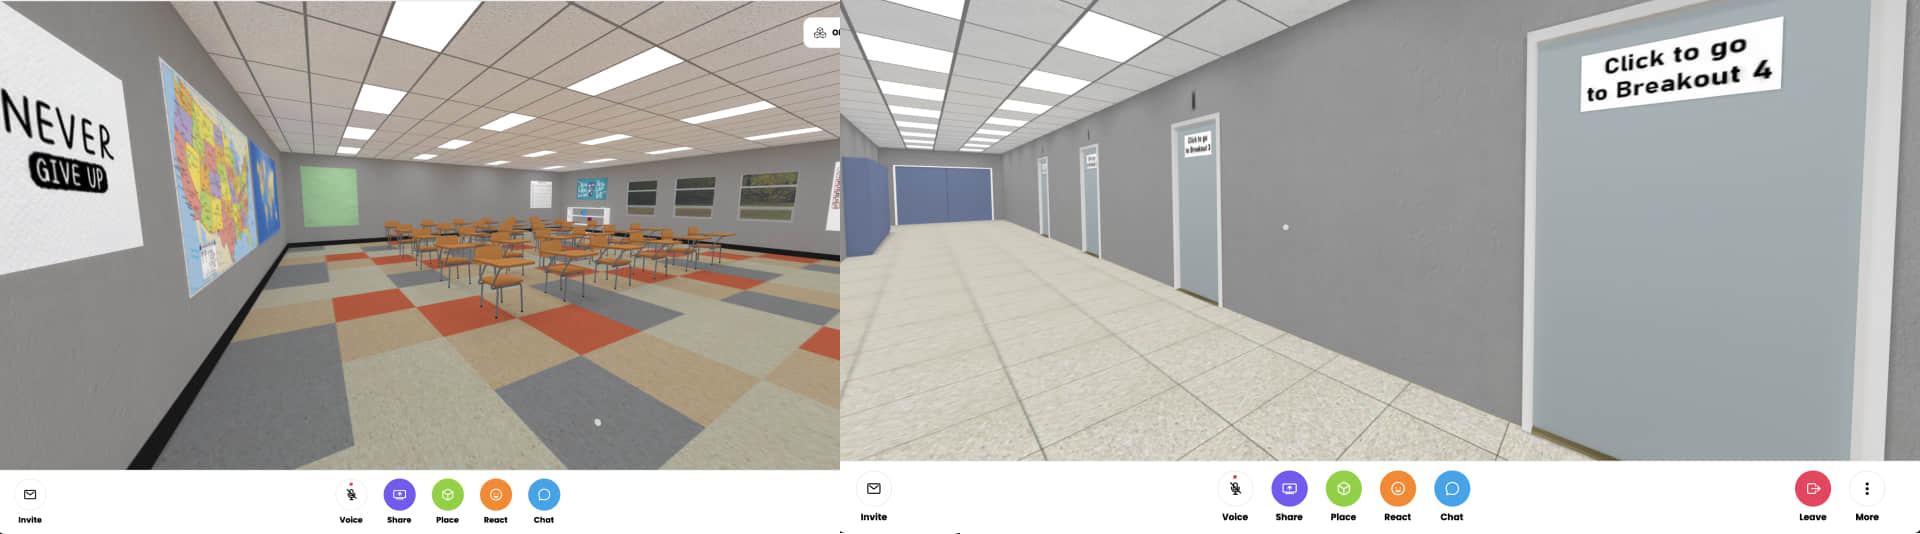 NEVER
GIVE UP
Invite
Voice
Share
Place
React
Chat
Click to go
to Breakout 3
Click to go
to Breakout 4
Invite
Voice
Share
Place
React
Chat
Leave
More